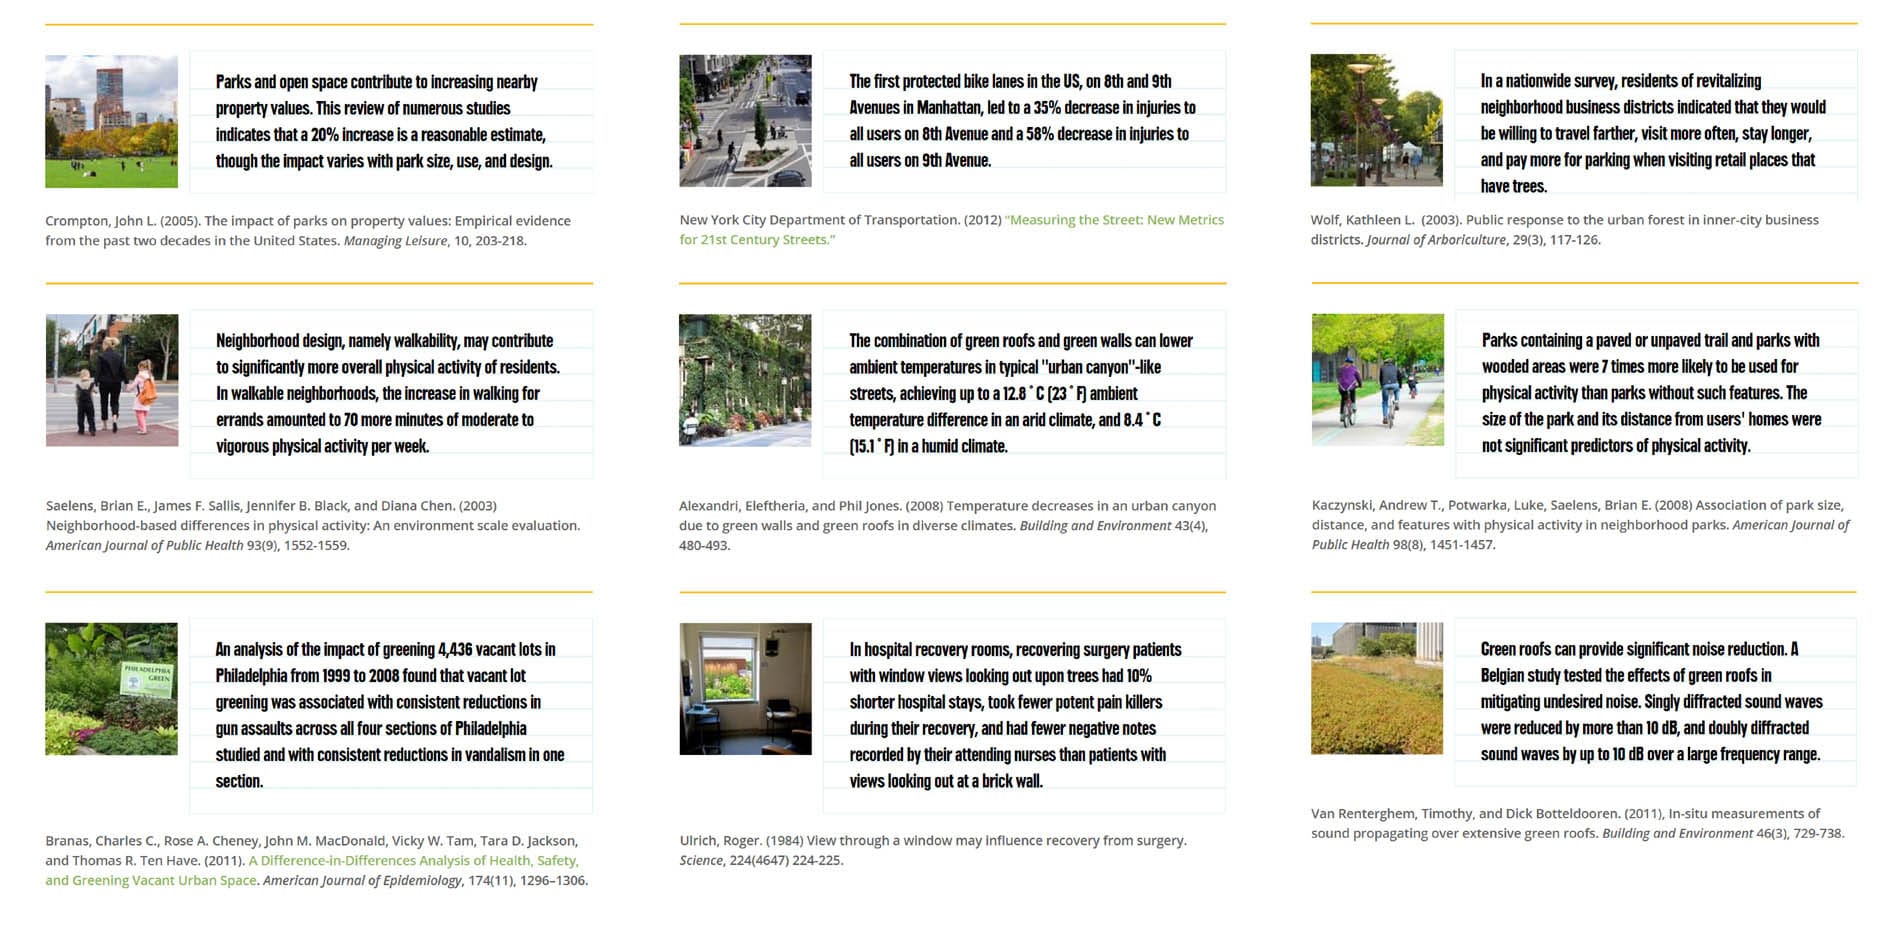 Parks and open space contribute to increasing nearby
property values. This review of numerous studies
indicates that a 20% increase is a reasonable estimate,
though the impact varies with park size, use, and design.
Crompton, John L. (2005). The impact of parks on property values: Empirical evidence
from the past two decades in the United States. Managing Leisure, 10, 203-218.
The first protected bike lanes in the US, on 8th and 9th
Avenues in Manhattan, led to a 35% decrease in injuries to
all users on 8th Avenue and a 58% decrease in injuries to
all users on 9th Avenue.
New York City Department of Transportation. (2012) “Measuring the Street: New Metrics
for 21st Century Streets.”
In a nationwide survey, residents of revitalizing
neighborhood business districts indicated that they would
be willing to travel farther, visit more often, stay longer,
and pay more for parking when visiting retail places that
have trees.
Wolf, Kathleen L. (2003). Public response to the urban forest in inner-city business
districts. Journal of Arboriculture, 29(3), 117-126.
Neighborhood design, namely walkability, may contribute
to significantly more overall physical activity of residents.
In walkable neighborhoods, the increase in walking for
errands amounted to 70 more minutes of moderate to
vigorous physical activity per week.
Saelens, Brian E., James F. Sallis, Jennifer B. Black, and Diana Chen. (2003)
Neighborhood-based differences in physical activity: An environment scale evaluation.
American Journal of Public Health 93(9), 1552-1559.
The combination of green roofs and green walls can lower
ambient temperatures in typical "urban canyon"-like
streets, achieving up to a 12.8˚C (23˚F) ambient
temperature difference in an arid climate, and 8.4˚C
(15.1˚F) in a humid climate.
Alexandri, Eleftheria, and Phil Jones. (2008) Temperature decreases in an urban canyon
due to green walls and green roofs in diverse climates. Building and Environment 43(4),
480-493.
Parks containing a paved or unpaved trail and parks with
wooded areas were 7 times more likely to be used for
physical activity than parks without such features. The
size of the park and its distance from users' homes were
not significant predictors of physical activity.
Kaczynski, Andrew T., Potwarka, Luke, Saelens, Brian E. (2008) Association of park size,
distance, and features with physical activity in neighborhood parks. American Journal of
Public Health 98(8), 1451-1457.
PHILADELPHIA
GREEN
An analysis of the impact of greening 4,436 vacant lots in
Philadelphia from 1999 to 2008 found that vacant lot
greening was associated with consistent reductions in
gun assaults across all four sections of Philadelphia
studied and with consistent reductions in vandalism in one
section.
Branas, Charles C., Rose A. Cheney, John M. MacDonald, Vicky W. Tam, Tara D. Jackson,
and Thomas R. Ten Have. (2011). A Difference-in-Differences Analysis of Health, Safety,
and Greening Vacant Urban Space. American Journal of Epidemiology, 174(11), 1296–1306.
In hospital recovery rooms, recovering surgery patients
with window views looking out upon trees had 10%
shorter hospital stays, took fewer potent pain killers
during their recovery, and had fewer negative notes
recorded by their attending nurses than patients with
views looking out at a brick wall.
Ulrich, Roger. (1984) View through a window may influence recovery from surgery.
Science, 224(4647) 224-225.
Green roofs can provide significant noise reduction. A
Belgian study tested the effects of green roofs in
mitigating undesired noise. Singly diffracted sound waves
were reduced by more than 10 dB, and doubly diffracted
sound waves by up to 10 dB over a large frequency range.
Van Renterghem, Timothy, and Dick Botteldooren. (2011), In-situ measurements of
sound propagating over extensive green roofs. Building and Environment 46(3), 729-738.